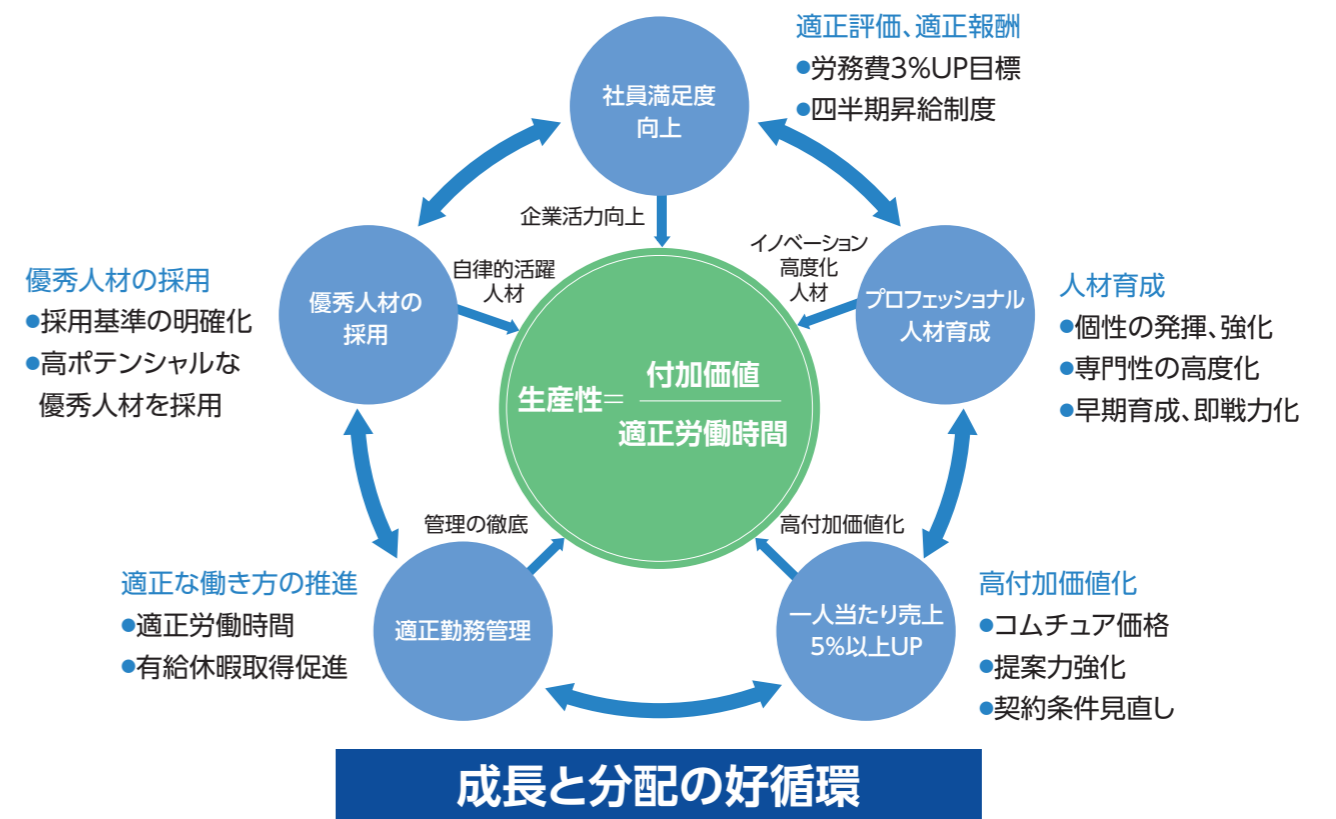 適正評価、適正報酬
●労務費3%UP目標
●四半期昇給制度
社員満足度
向上
企業活力向上
イノベーション
高度化
人材
自律的活躍
人材
優秀人材の採用
●採用基準の明確化
●高ポテンシャルな
優秀人材を採用
優秀人材の
採用
プロフェッショナル
人材育成
人材育成
●個性の発揮、強化
●専門性の高度化
●早期育成、即戦力化
生産性=
付加価値
適正労働時間
管理の徹底
高付加価値化
適正な働き方の推進
●適正労働時間
●有給休暇取得促進
適正勤務管理
一人当たり売上
5%以上UP
高付加価値化
●コムチュア価格
●提案力強化
●契約条件見直し
成長と分配の好循環